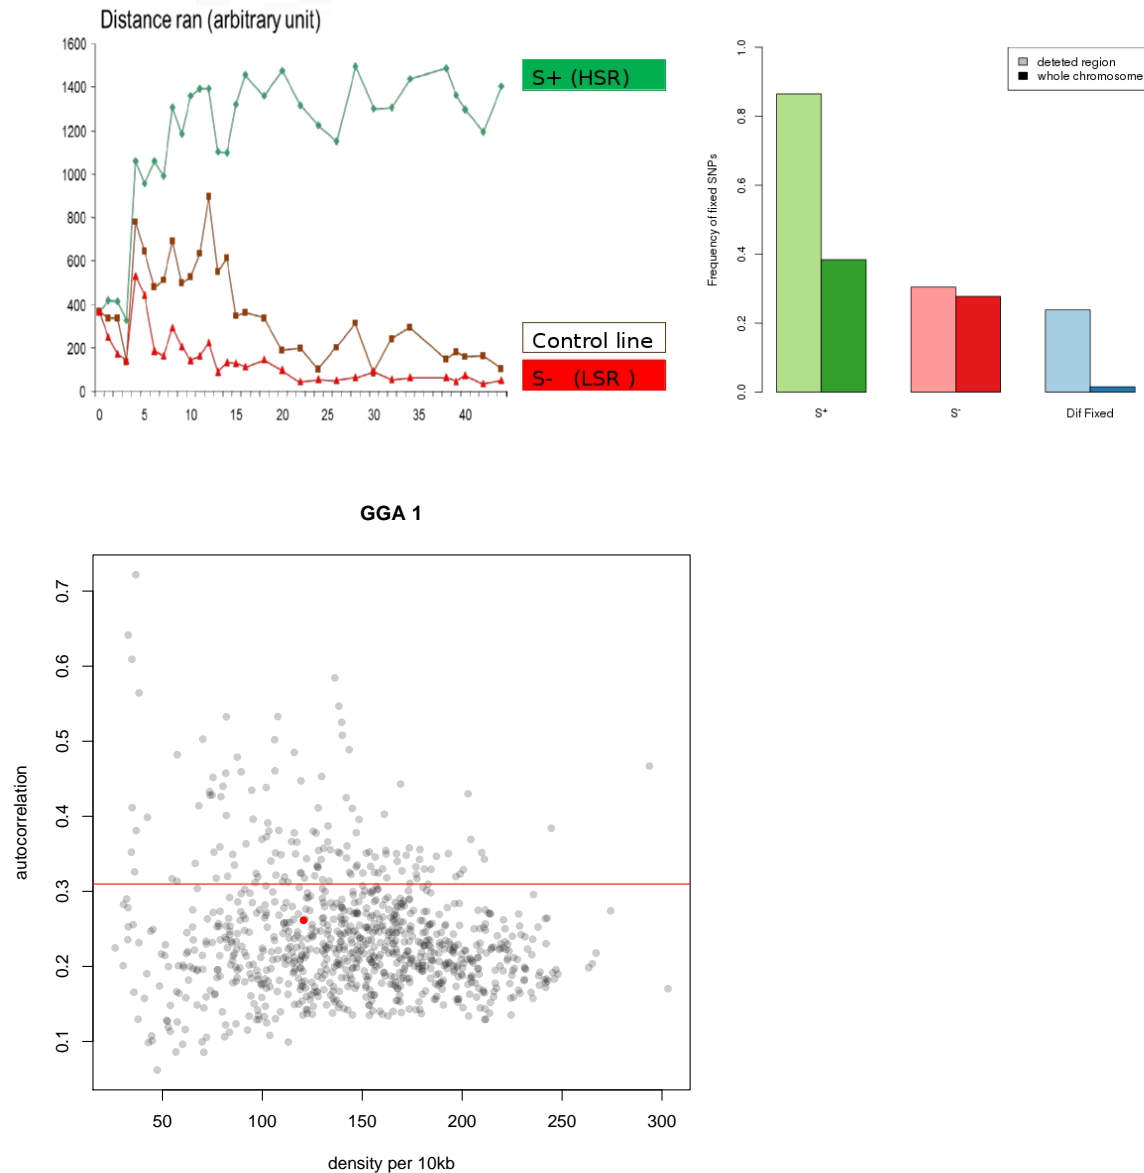 Distance ran (arbitrary unit)
1600
1400
1200
1000
800
600
400
200
0
0 5 10 15 20 25 30 35 40
S+ (HSR)
Control line
S- (LSR )
1.0
0.8
0.6
0.4
0.2
0.0
Frequency of fixed SNPs
deteted region
whole chromosome
S+ S- Dif Fixed
GGA 1
0.7
0.6
0.5
0.4
0.3
0.2
0.1
autocorrelation
50 100 150 200 250 300
density per 10kb